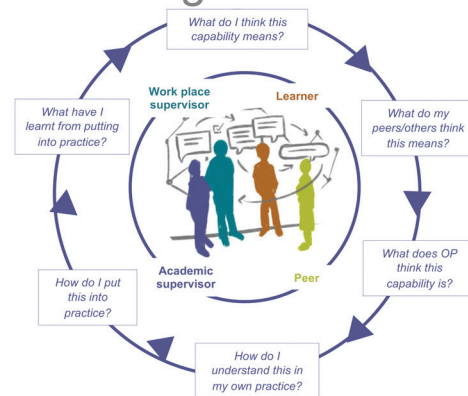 What do I think this
capability means?
Work place
supervisor
Learner
What have I
learnt from putting
into practice?
What do my
peers/others think
this means?
Academic
supervisor
Peer
What does OP
think this
capability is?
How do I put
this into
practice?
How do I
understand this in
my own practice?